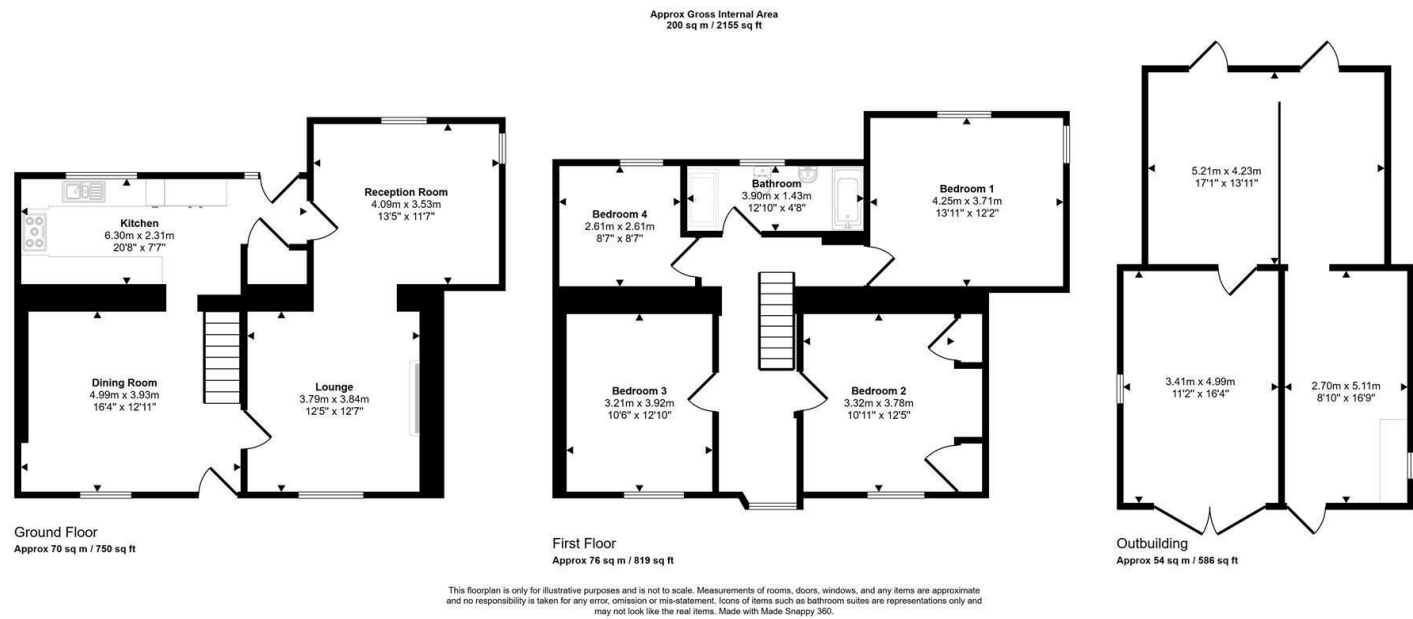 Approx Gross Internal Area
200 sq m / 2155 sq ft
Kitchen
6.30m x 2.31m
20'8" x 7'7"
Reception Room
4.09m x 3.53m
13'5" x 11'7"
Dining Room
4.99m x 3.93m
16'4" x 12'11"
Lounge
3.79m x 3.84m
12'5" x 12'7"
Ground Floor
Approx 70 sq m / 750 sq ft
Bedroom 4
2.61m x 2.61m
8'7" x 8'7"
Bathroom
3.90m x 1.43m
12'10" x 4'8"
Bedroom 1
4.25m x 3.71m
13'11" x 12'2"
Bedroom 3
3.21m x 3.92m
10'6" x 12'10"
Bedroom 2
3.32m x 3.78m
10'11" x 12'5"
First Floor
Approx 76 sq m / 819 sq ft
5.21m x 4.23m
17'1" x 13'11"
3.41m x 4.99m
11'2" x 16'4"
2.70m x 5.11m
8'10" x 16'9"
Outbuilding
Approx 54 sq m / 586 sq ft
This floorplan is only for illustrative purposes and is not to scale. Measurements of rooms, doors, windows, and any items are approximate
and no responsibility is taken for any error, omission or mis-statement. Icons of items such as bathroom suites are representations only and
may not look like the real items. Made with Made Snappy 360.